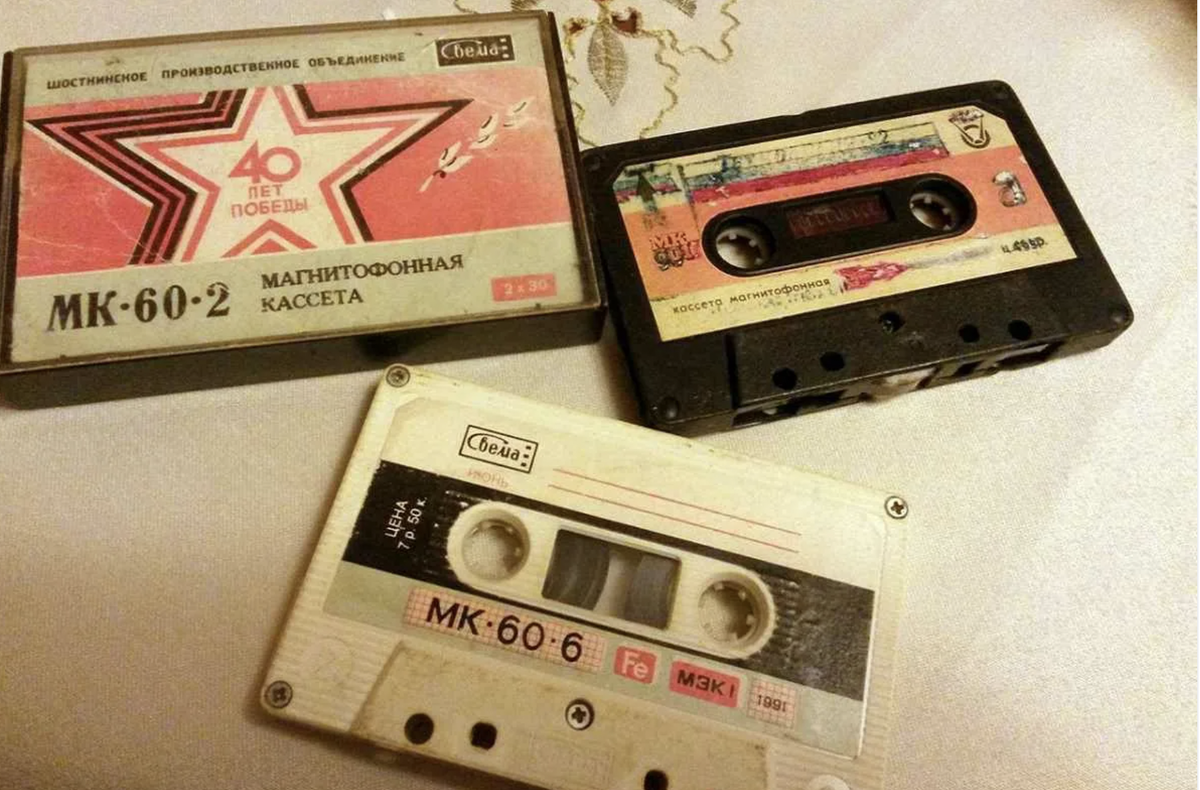 Свема
ШОСТКИНСКОЕ ПРОИЗВОДСТВЕННОЕ ОБЪЕДИНЕНИЕ
40
ЛЕТ
ПОБЕДЫ
МК·60·2
МАГНИТОФОННАЯ
КАССЕТА
2 x 30
a
МК
кассета магнитофонная
Свема
ИЮНЬ
ЦЕНА
7 р. 50 к.
МК·60·6
Fe
МЭК I
1991